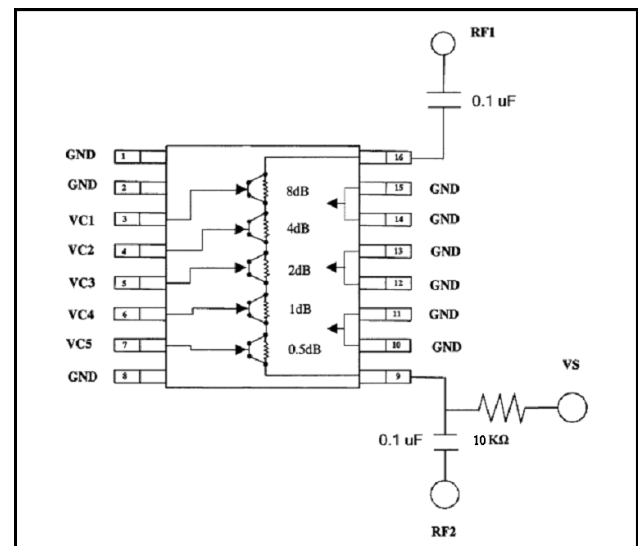 RF1
0.1 uF
GND 1
16
GND 2
15 GND
8dB
VC1 3
14 GND
4dB
VC2 4
13 GND
2dB
VC3 5
12 GND
1dB
VC4 6
11 GND
0.5dB
VC5 7
10 GND
GND 8
9
VS
0.1 uF
10 KΩ
RF2